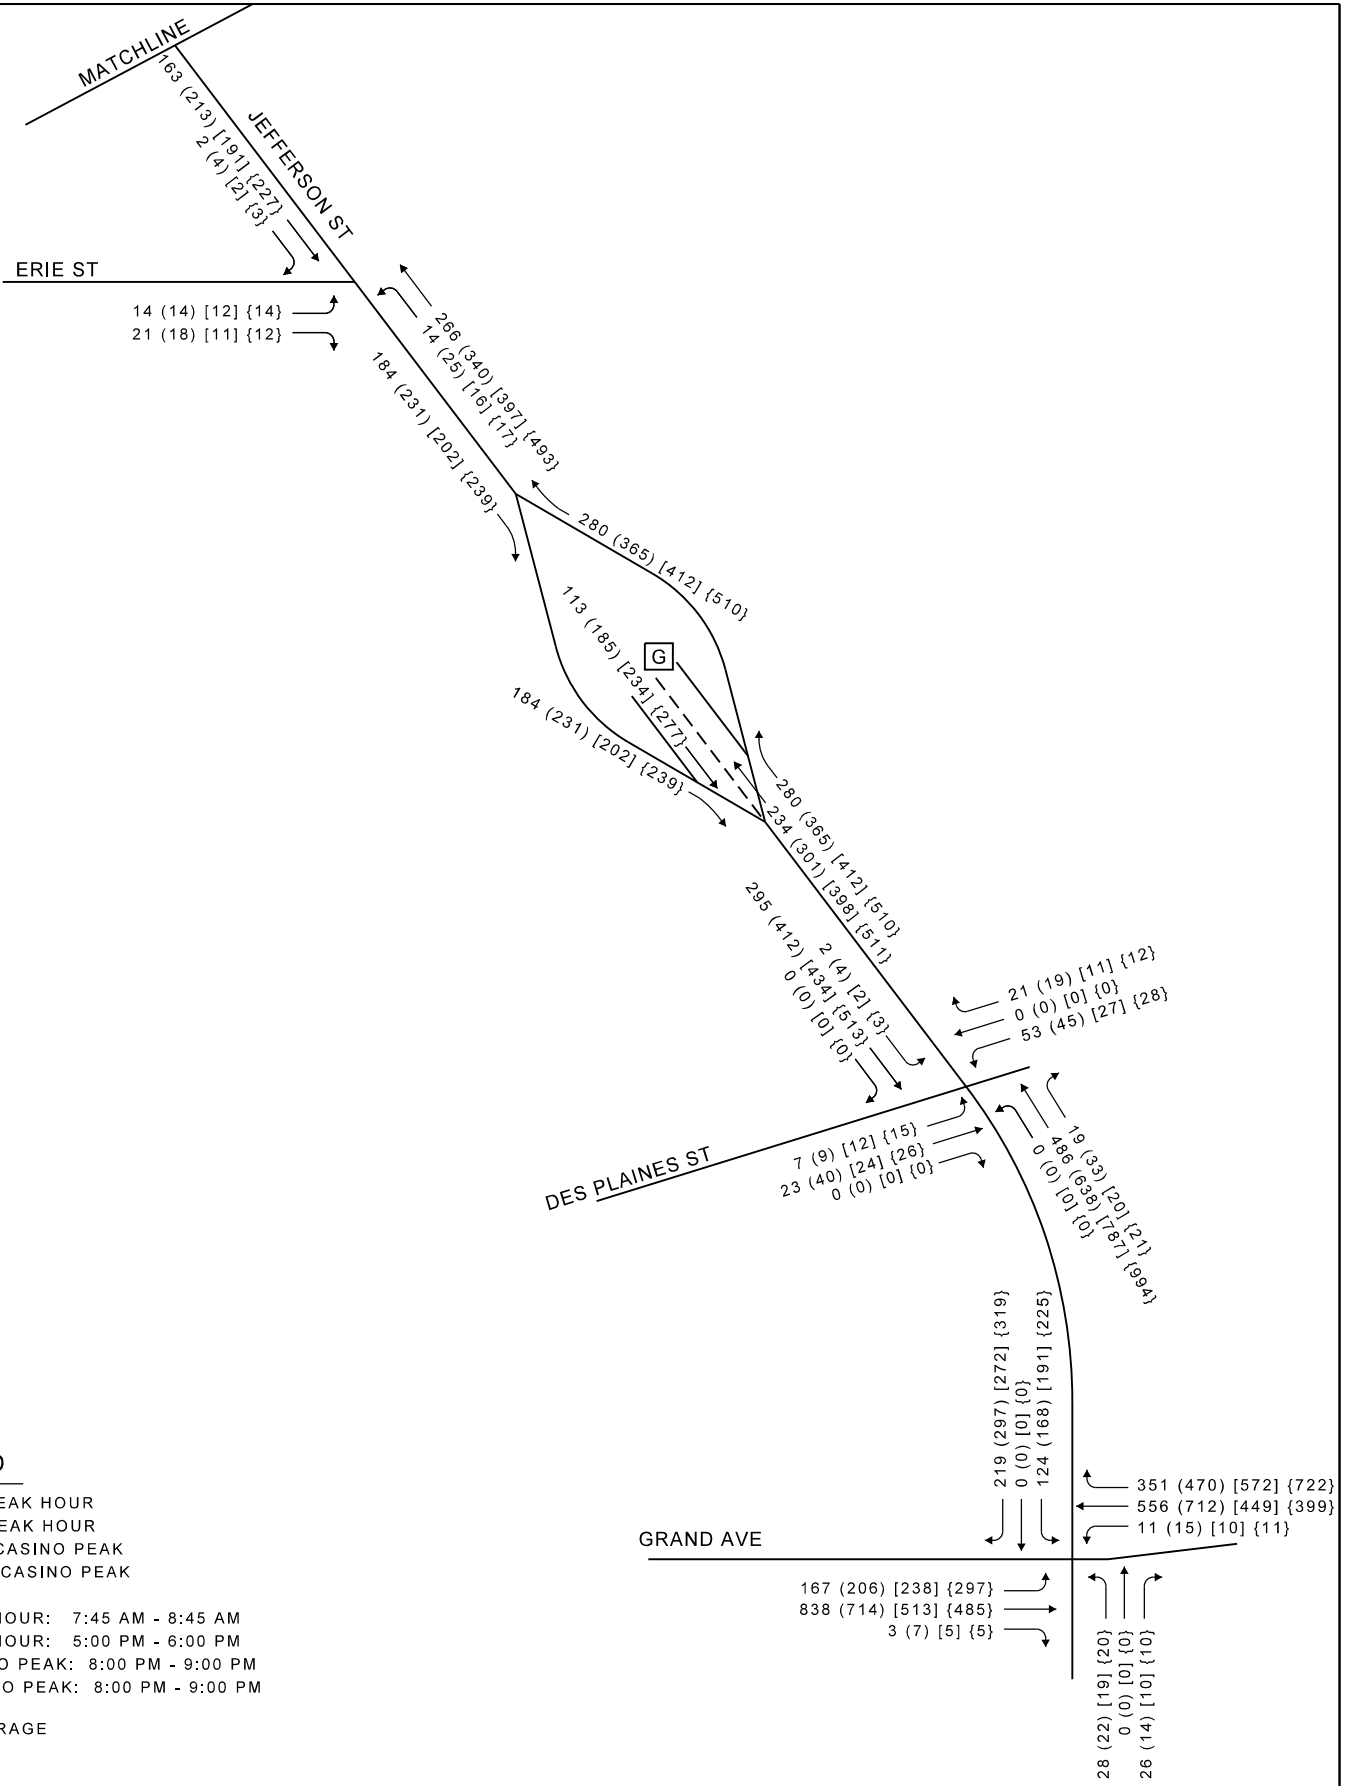 MATCHLINE
163 (213) [191] {227}
2 (4) [2] {3}
JEFFERSON ST
ERIE ST
14 (14) [12] {14}
21 (18) [11] {12}
266 (340) [397] {493}
14 (25) [16] {17}
184 (231) [202] {239}
280 (365) [412] {510}
113 (185) [234] {277}
G
184 (231) [202] {239}
280 (365) [412] {510}
234 (301) [398] {511}
2 (4) [2] {3}
295 (412) [434] {513}
0 (0) [0] {0}
21 (19) [11] {12}
0 (0) [0] {0}
53 (45) [27] {28}
DES PLAINES ST
7 (9) [12] {15}
23 (40) [24] {26}
0 (0) [0] {0}
19 (33) [20] {21}
486 (638) [787] {994}
0 (0) [0] {0}
219 (297) [272] {319}
0 (0) [0] {0}
124 (168) [191] {225}
351 (470) [572] {722}
556 (712) [449] {399}
11 (15) [10] {11}
GRAND AVE
167 (206) [238] {297}
838 (714) [513] {485}
3 (7) [5] {5}
28 (22) [19] {20}
0 (0) [0] {0}
26 (14) [10] {10}
D
EAK HOUR
EAK HOUR
CASINO PEAK
CASINO PEAK
HOUR: 7:45 AM - 8:45 AM
HOUR: 5:00 PM - 6:00 PM
O PEAK: 8:00 PM - 9:00 PM
O PEAK: 8:00 PM - 9:00 PM
RAGE